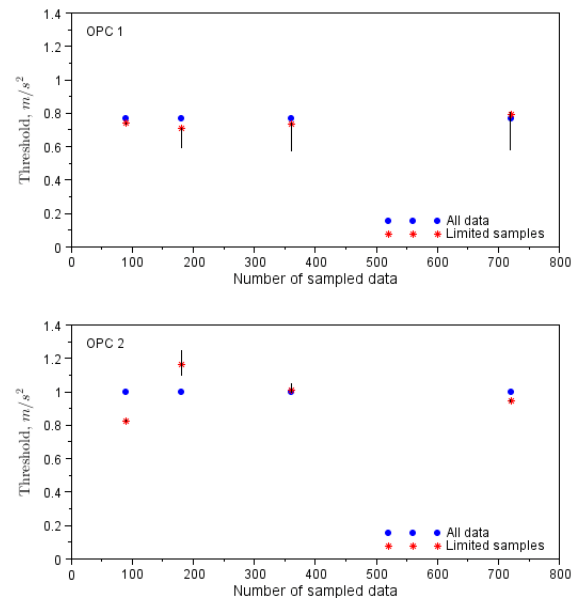 1.4
OPC 1
1.2
1
0.8
0.6
0.4
0.2
0
Threshold, m/s²
All data
Limited samples
0 100 200 300 400 500 600 700 800
Number of sampled data
1.4
OPC 2
1.2
1
0.8
0.6
0.4
0.2
0
Threshold, m/s²
All data
Limited samples
0 100 200 300 400 500 600 700 800
Number of sampled data